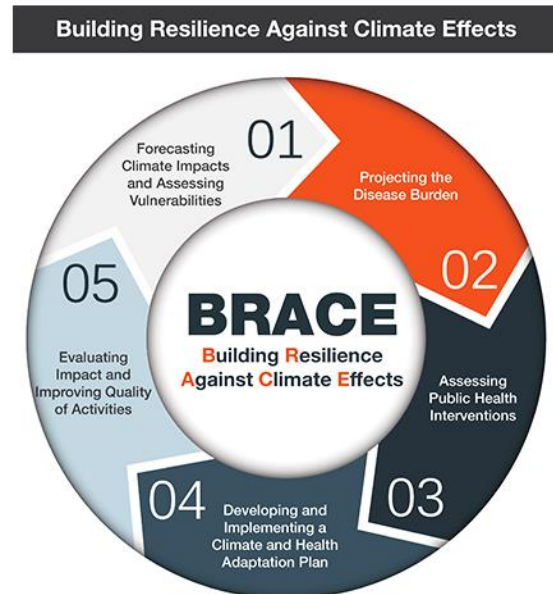 Building Resilience Against Climate Effects
01
Forecasting
Climate Impacts
and Assessing
Vulnerabilities
Projecting the
Disease Burden
02
Assessing
Public Health
Interventions
03
04
Developing and
Implementing a
Climate and Health
Adaptation Plan
05
Evaluating
Impact and
Improving Quality
of Activities
BRACE
Building Resilience
Against Climate Effects